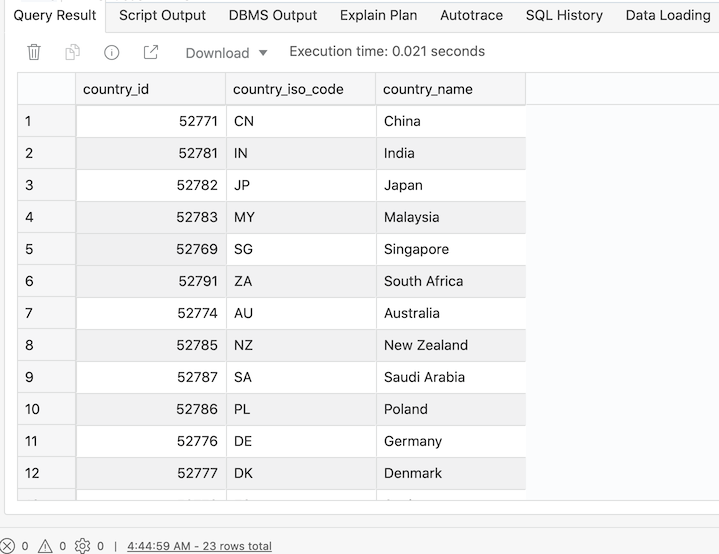 Query Result Script Output DBMS Output Explain Plan Autotrace SQL History Data Loading
Download Execution time: 0.021 seconds
country_id country_iso_code country_name
1 52771 CN China
2 52781 IN India
3 52782 JP Japan
4 52783 MY Malaysia
5 52769 SG Singapore
6 52791 ZA South Africa
7 52774 AU Australia
8 52785 NZ New Zealand
9 52787 SA Saudi Arabia
10 52786 PL Poland
11 52776 DE Germany
12 52777 DK Denmark
0 0 0 | 4:44:59 AM - 23 rows total